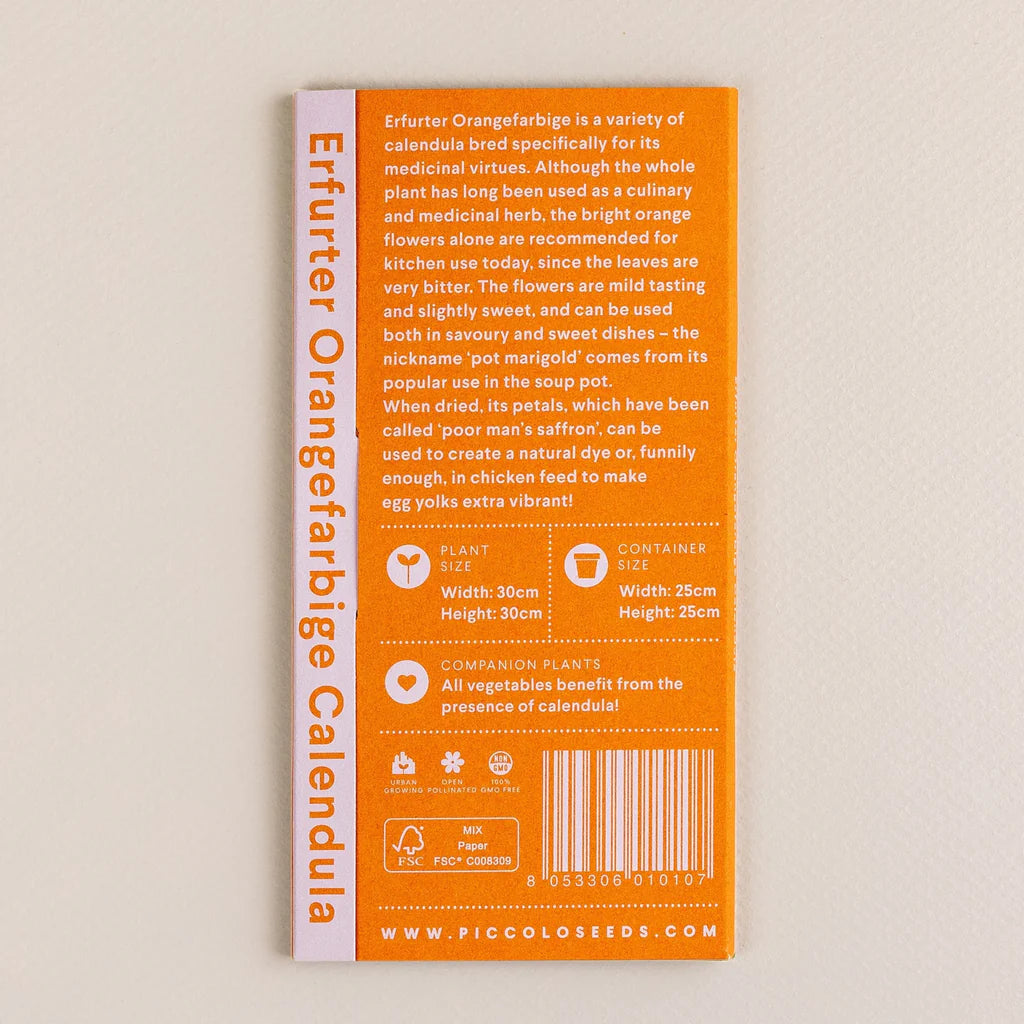 Erfurter Orangefarbige Calendula
Erfurter Orangefarbige is a variety of
calendula bred specifically for its
medicinal virtues. Although the whole
plant has long been used as a culinary
and medicinal herb, the bright orange
flowers alone are recommended for
kitchen use today, since the leaves are
very bitter. The flowers are mild tasting
and slightly sweet, and can be used
both in savoury and sweet dishes – the
nickname ‘pot marigold’ comes from its
popular use in the soup pot.
When dried, its petals, which have been
called ‘poor man’s saffron’, can be
used to create a natural dye or, funnily
enough, in chicken feed to make
egg yolks extra vibrant!
PLANT
SIZE
Width: 30cm
Height: 30cm
CONTAINER
SIZE
Width: 25cm
Height: 25cm
COMPANION PLANTS
All vegetables benefit from the
presence of calendula!
URBAN
GROWING
OPEN
POLLINATED
NON
GMO
100%
GMO FREE
FSC
MIX
Paper
FSC® C008309
8 053306 010107
WWW.PICCOLOSEEDS.COM